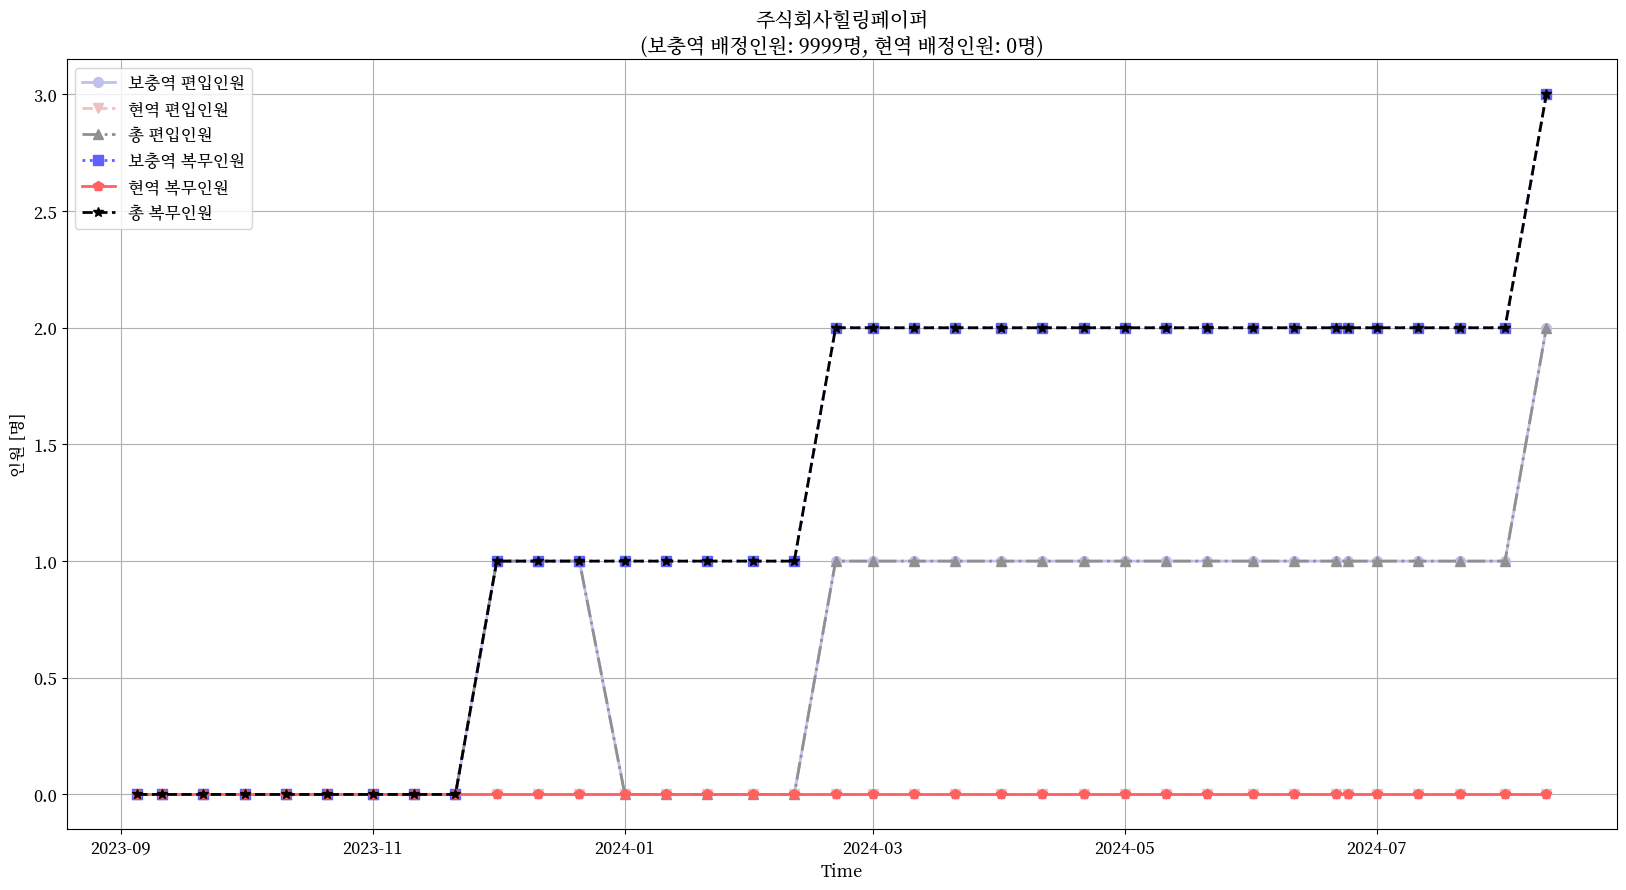 주식회사힐링페이퍼
(보충역 배정인원: 9999명, 현역 배정인원: 0명)
보충역 편입인원
현역 편입인원
총 편입인원
보충역 복무인원
현역 복무인원
총 복무인원
인원 [명]
3.0
2.5
2.0
1.5
1.0
0.5
0.0
2023-09
2023-11
2024-01
2024-03
2024-05
2024-07
Time